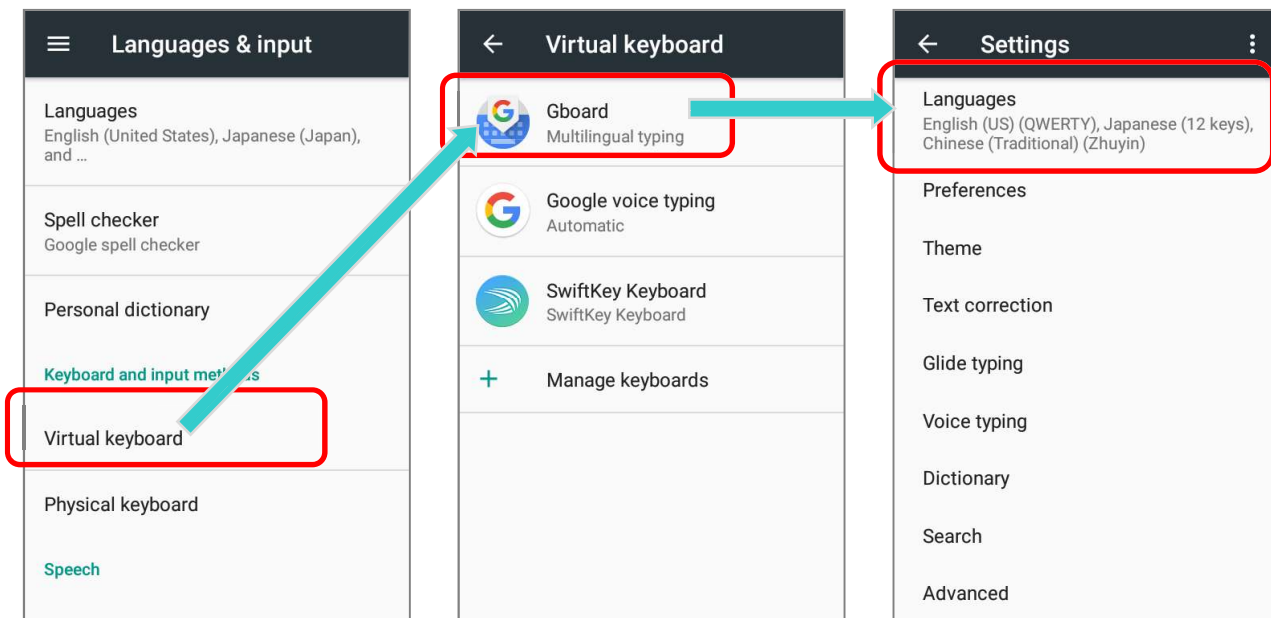 Languages & input
Languages
English (United States), Japanese (Japan),
and ...
Spell checker
Google spell checker
Personal dictionary
Keyboard and input methods
Virtual keyboard
Physical keyboard
Speech
Virtual keyboard
Gboard
Multilingual typing
Google voice typing
Automatic
SwiftKey Keyboard
SwiftKey Keyboard
Manage keyboards
Settings
Languages
English (US) (QWERTY), Japanese (12 keys),
Chinese (Traditional) (Zhuyin)
Preferences
Theme
Text correction
Glide typing
Voice typing
Dictionary
Search
Advanced